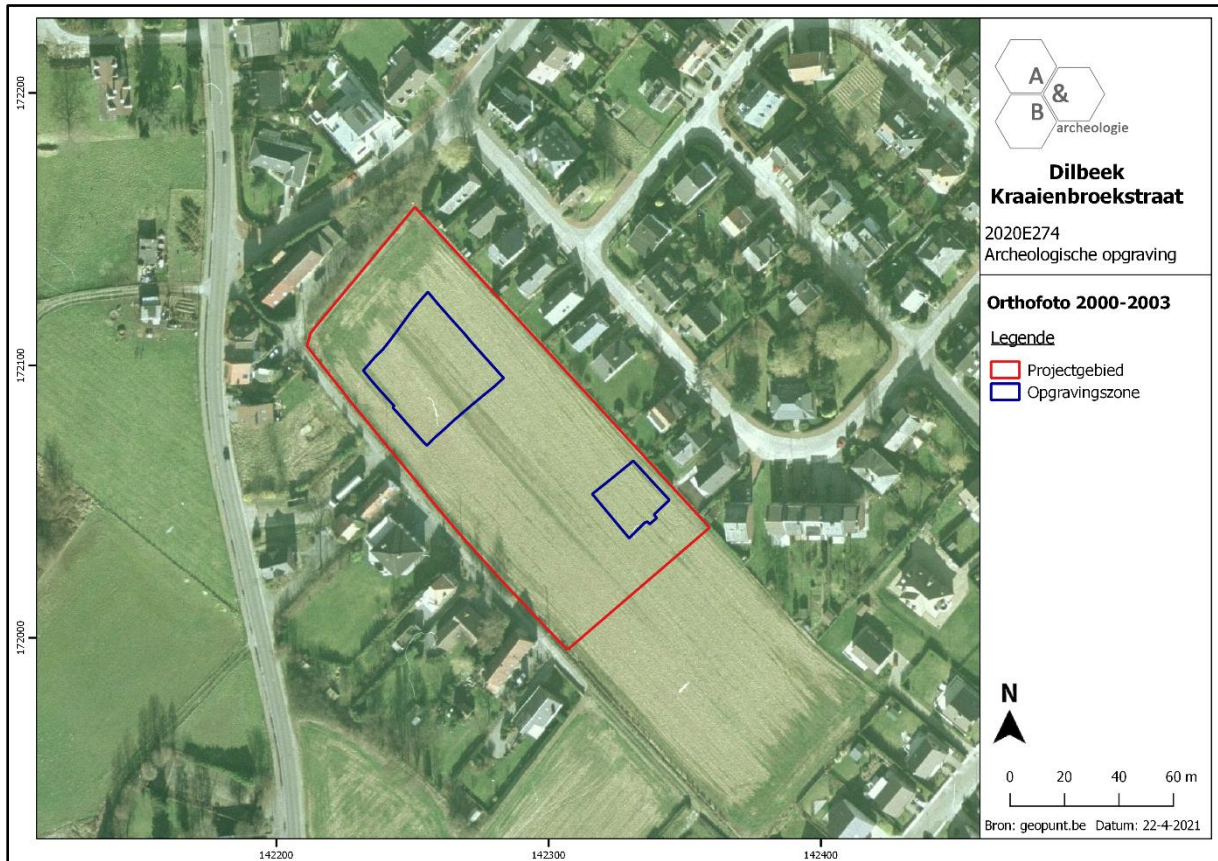 A
&
B
archeologie
Dilbeek
Kraaienbroekstraat
2020E274
Archeologische opgraving
Orthofoto 2000-2003
Legende
Projectgebied
Opgravingszone
N
0 20 40 60 m
Bron: geopunt.be Datum: 22-4-2021
172200
172100
172000
142200 142300 142400